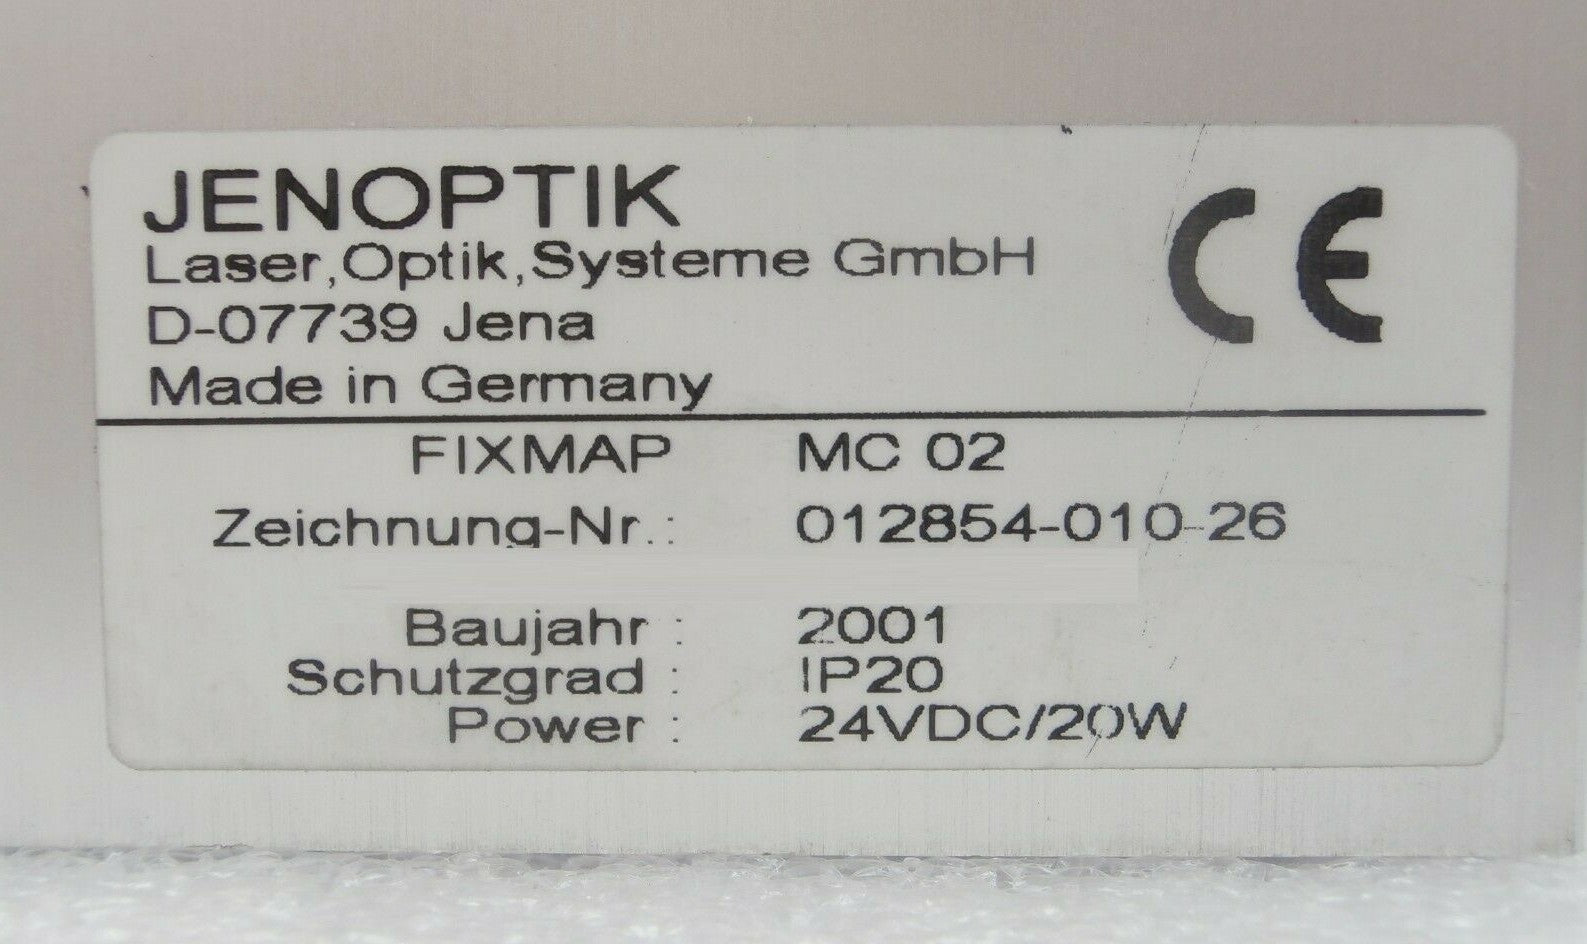 JENOPTIK
Laser,Optik,Systeme GmbH
D-07739 Jena
Made in Germany
CE
FIXMAP MC 02
Zeichnung-Nr.: 012854-010-26
Baujahr : 2001
Schutzgrad : IP20
Power : 24VDC/20W